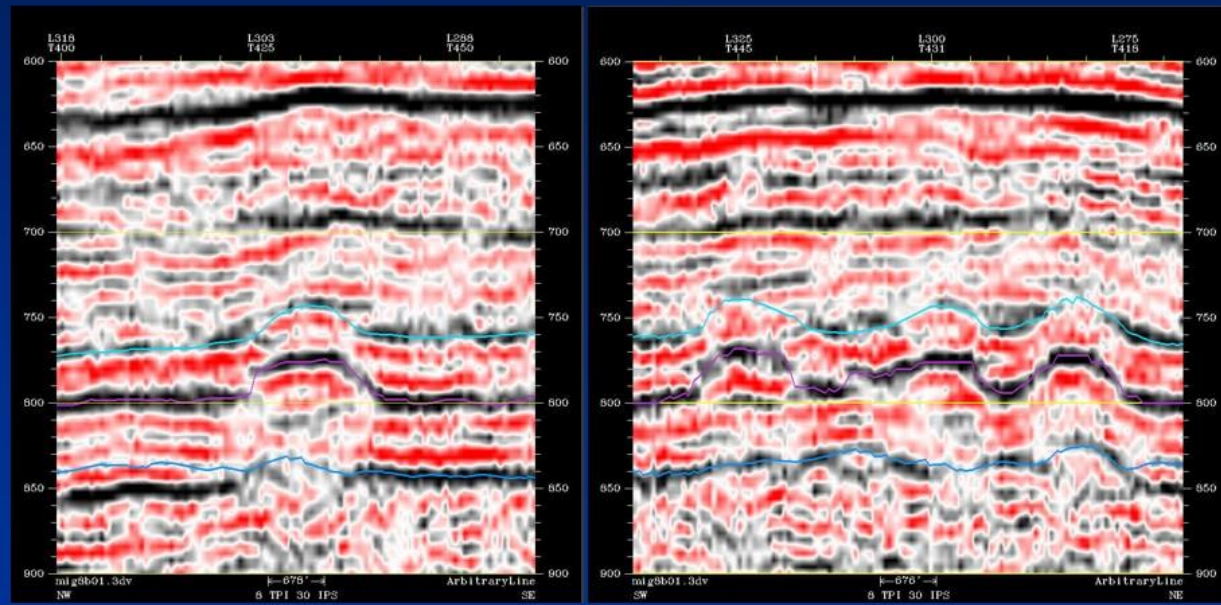 L318 L303 L288
T400 T425 T450
600 600
650 650
700 700
750 750
800 800
850 850
900 900
mig8b01.3dv 678' ArbitraryLine
NW 8 TPI 30 IPS SE
L325 L300 L275
T445 T431 T418
600 600
650 650
700 700
750 750
800 800
850 850
900 900
mig8b01.3dv 678' ArbitraryLine
SW 8 TPI 30 IPS NE